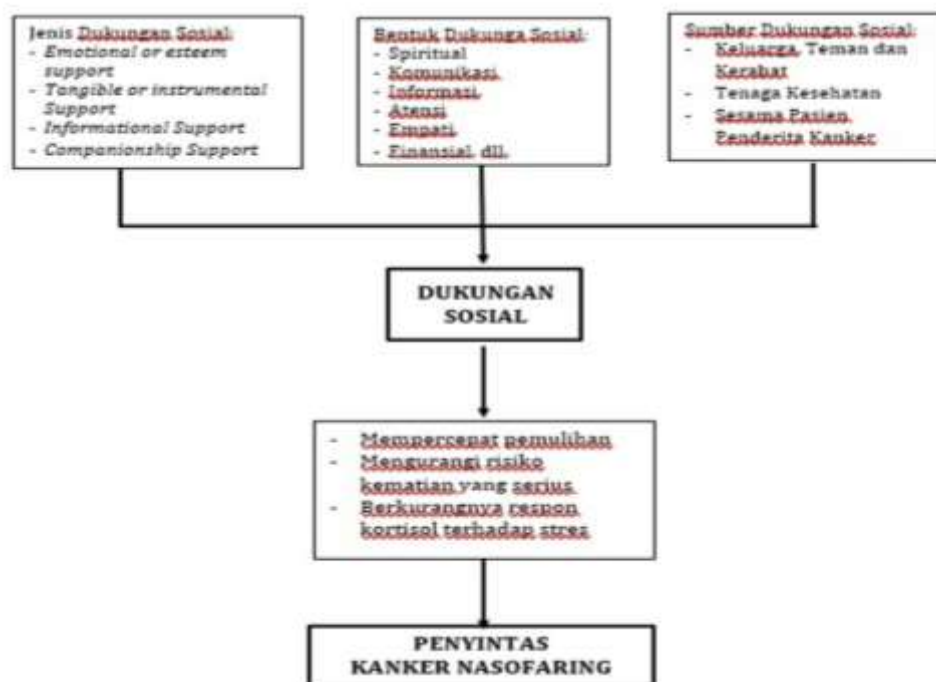 Jenis Dukungan Sosial:
- Emotional or esteem
support
- Tangible or instrumental
Support
- Informational Support
- Companionship Support
Bentuk Dukunga Sosial:
- Spiritual
- Komunikasi
- Informasi
- Atensi
- Empati
- Finansial dll.
Sumber Dukungan Sosial:
- Keluarga, Teman dan
Kerabat
- Tenaga Kesehatan
- Sesama Pasien
Penderita Kanker
DUKUNGAN
SOSIAL
- Mempercepat pemulihan
- Mengurangi risiko
kematian yang serius
- Berkurangnya respon
kortisol terhadap stres
PENYINTAS
KANKER NASOFARING